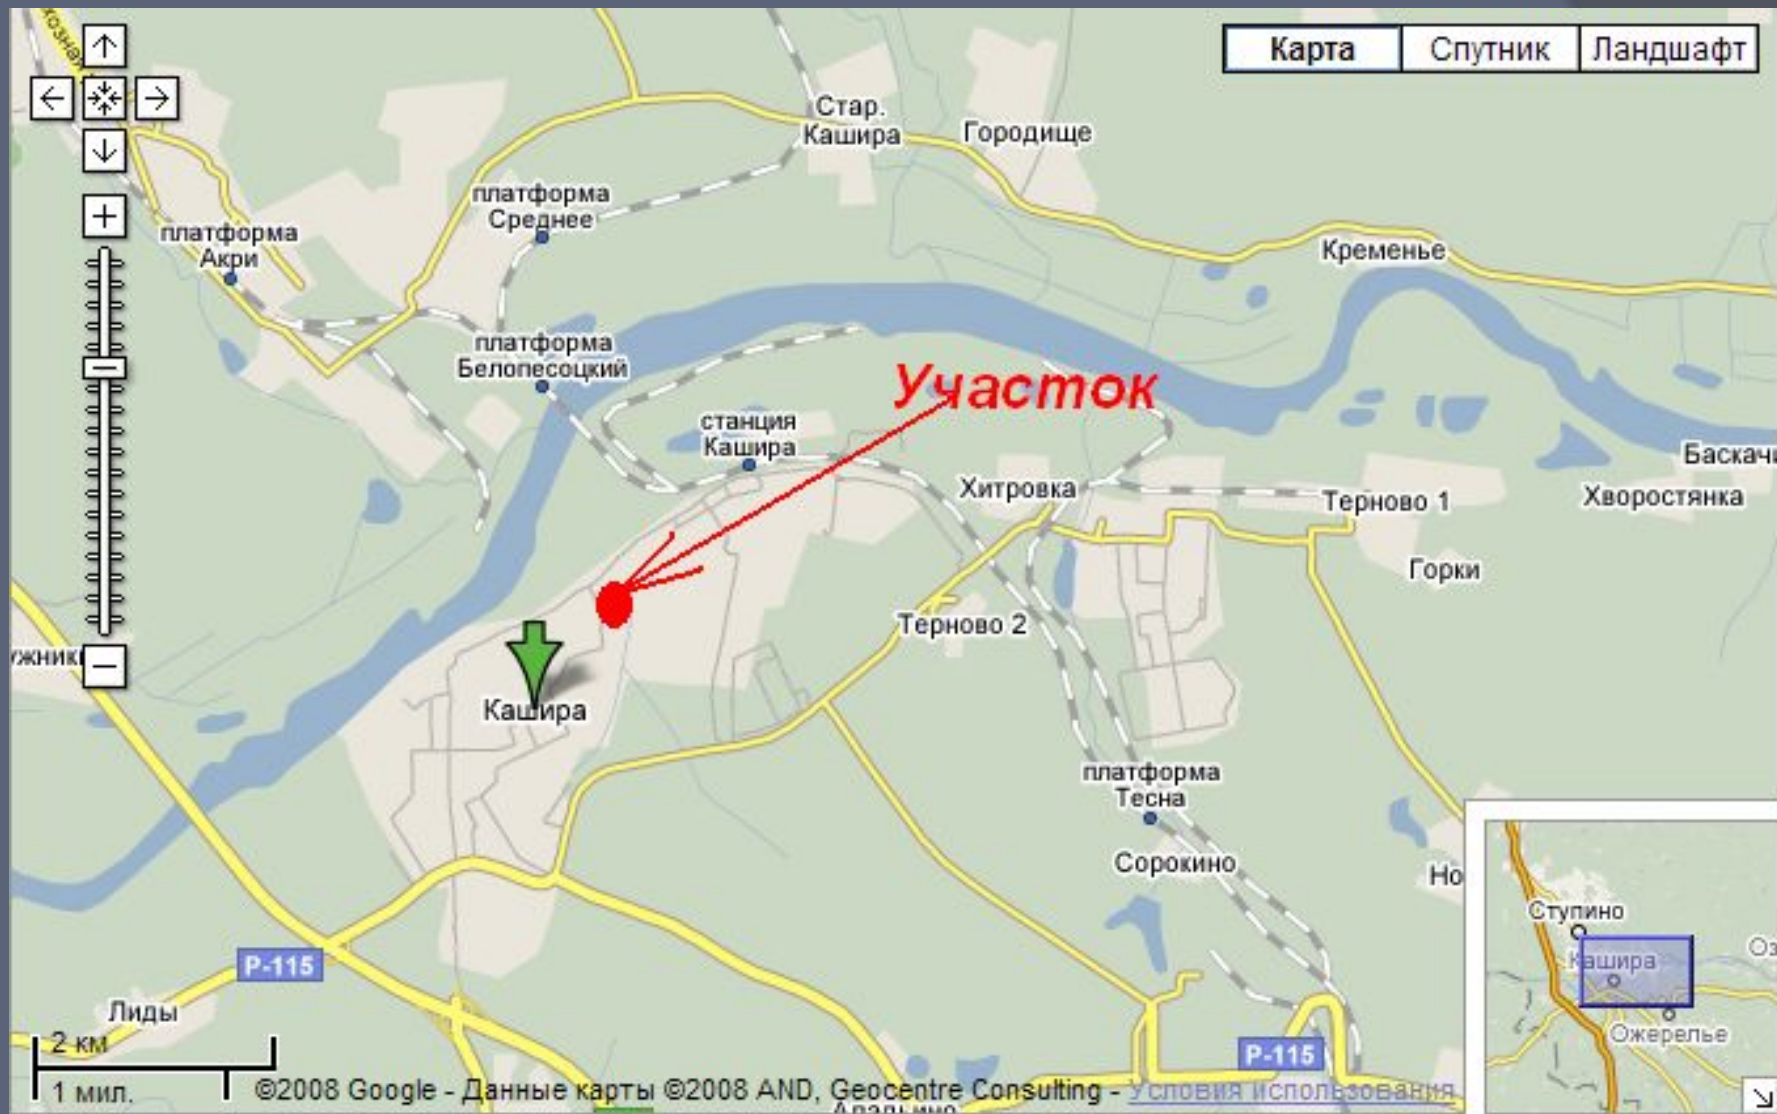 Карта
Спутник
Ландшафт
Стар.
Кашира
Городище
платформа
Среднее
платформа
Акри
Кременье
платформа
Белопесоцкий
Участок
станция
Кашира
Хитровка
Терново 1
Хворостянка
Горки
Терново 2
Кашира
платформа
Тесна
Сорокино
Но
Ступино
Кашира
Оз
Ожерелье
Р-115
Лиды
Р-115
2 км
1 мил.
©2008 Google - Данные карты ©2008 AND, Geocentre Consulting - Условия использования